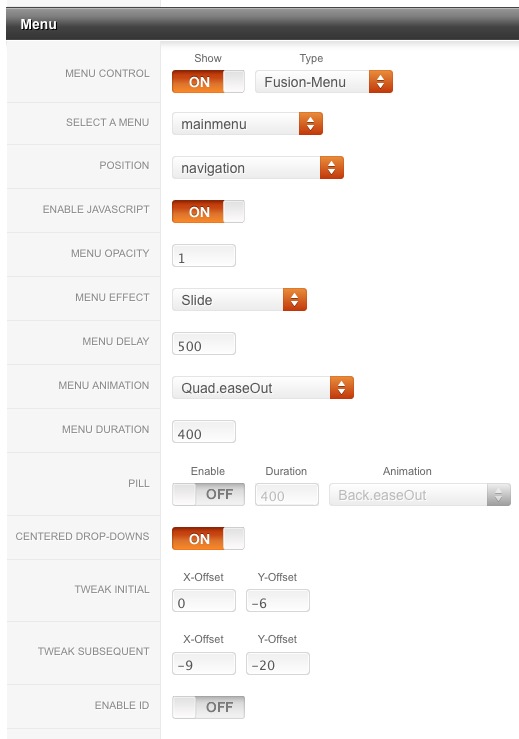 Menu
Show Type
MENU CONTROL ON Fusion-Menu
SELECT A MENU mainmenu
POSITION navigation
ENABLE JAVASCRIPT ON
MENU OPACITY 1
MENU EFFECT Slide
MENU DELAY 500
MENU ANIMATION Quad.easeOut
MENU DURATION 400
Enable Duration Animation
PILL OFF 400 Back.easeOut
CENTERED DROP-DOWNS ON
X-Offset Y-Offset
TWEAK INITIAL 0 -6
X-Offset Y-Offset
TWEAK SUBSEQUENT -9 -20
ENABLE ID OFF